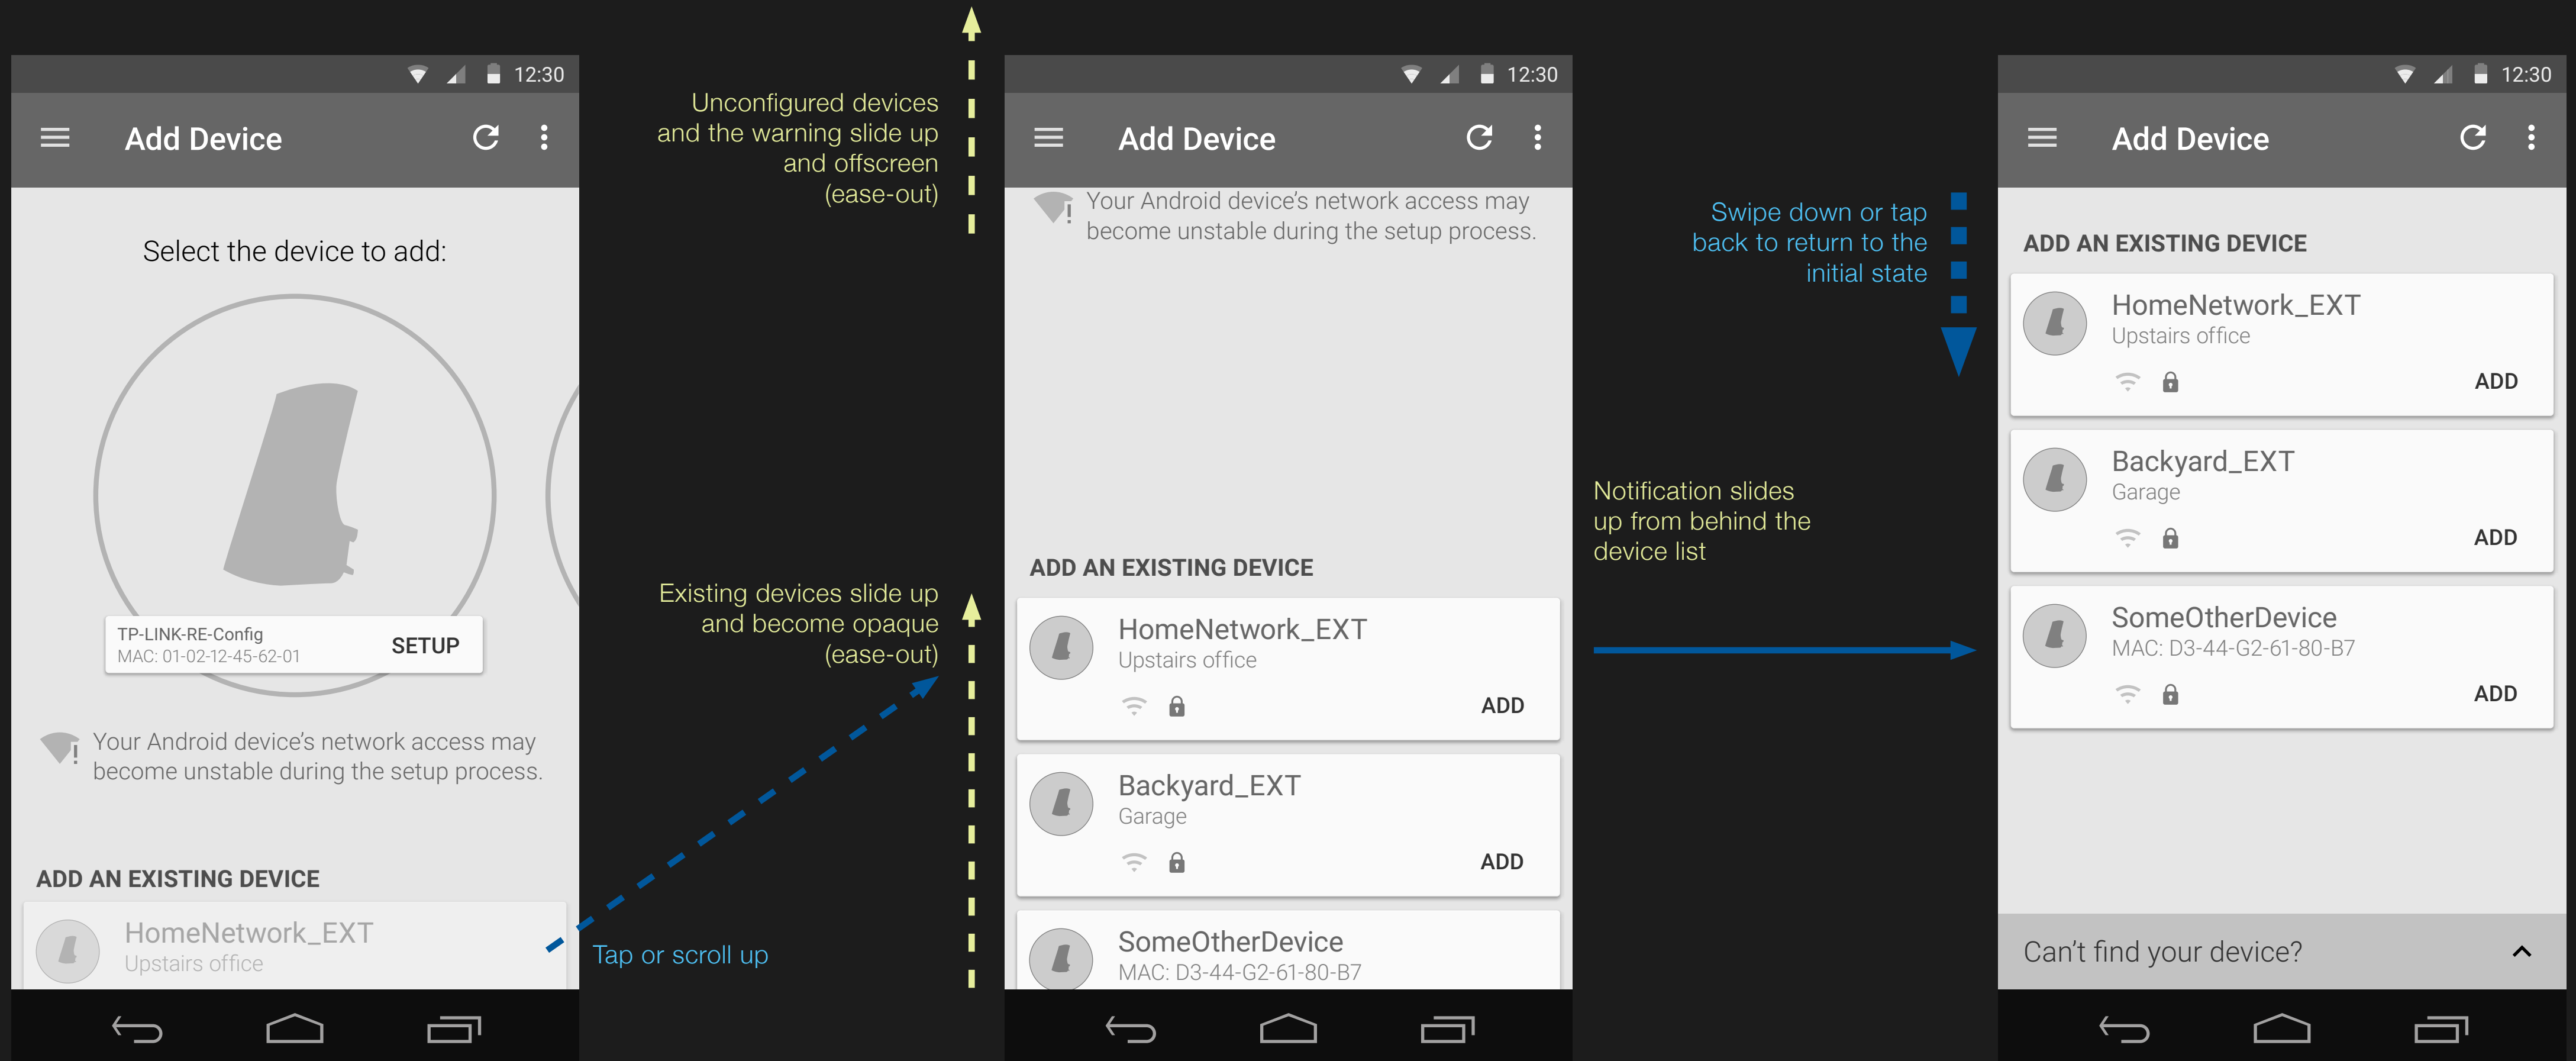 12:30
Add Device
Select the device to add:
TP-LINK-RE-Config
MAC: 01-02-12-45-62-01
SETUP
Your Android device’s network access may
become unstable during the setup process.
ADD AN EXISTING DEVICE
HomeNetwork_EXT
Upstairs office
Unconfigured devices
and the warning slide up
and offscreen
(ease-out)
Existing devices slide up
and become opaque
(ease-out)
Tap or scroll up
12:30
Add Device
Your Android device’s network access may
become unstable during the setup process.
ADD AN EXISTING DEVICE
HomeNetwork_EXT
Upstairs office
ADD
Backyard_EXT
Garage
ADD
SomeOtherDevice
MAC: D3-44-G2-61-80-B7
Swipe down or tap
back to return to the
initial state
Notification slides
up from behind the
device list
12:30
Add Device
ADD AN EXISTING DEVICE
HomeNetwork_EXT
Upstairs office
ADD
Backyard_EXT
Garage
ADD
SomeOtherDevice
MAC: D3-44-G2-61-80-B7
ADD
Can’t find your device?